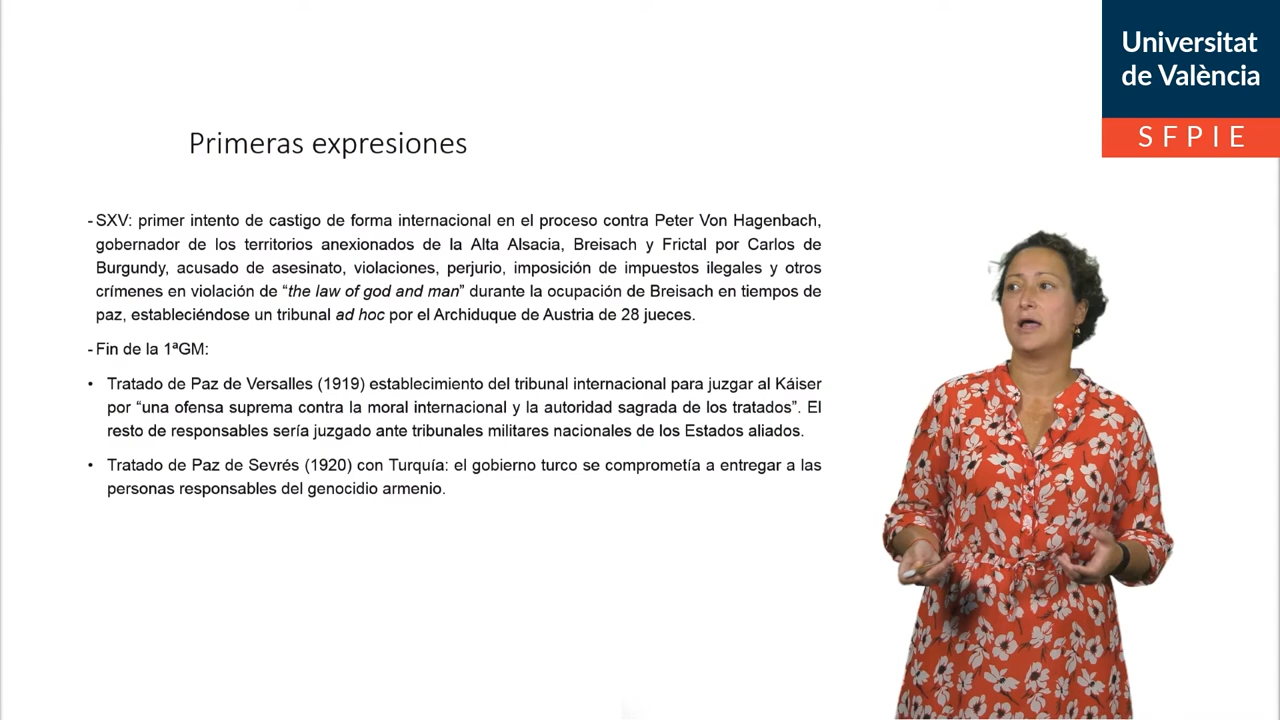 Universitat
de València
SFPIE
Primeras expresiones
- SXV: primer intento de castigo de forma internacional en el proceso contra Peter Von Hagenbach,
gobernador de los territorios anexionados de la Alta Alsacia, Breisach y Frictal por Carlos de
Burgundy, acusado de asesinato, violaciones, perjurio, imposición de impuestos ilegales y otros
crímenes en violación de “the law of god and man” durante la ocupación de Breisach en tiempos de
paz, estableciéndose un tribunal ad hoc por el Archiduque de Austria de 28 jueces.
- Fin de la 1ªGM:
• Tratado de Paz de Versalles (1919) establecimiento del tribunal internacional para juzgar al Káiser
por “una ofensa suprema contra la moral internacional y la autoridad sagrada de los tratados”. El
resto de responsables sería juzgado ante tribunales militares nacionales de los Estados aliados.
• Tratado de Paz de Sevrés (1920) con Turquía: el gobierno turco se comprometía a entregar a las
personas responsables del genocidio armenio.